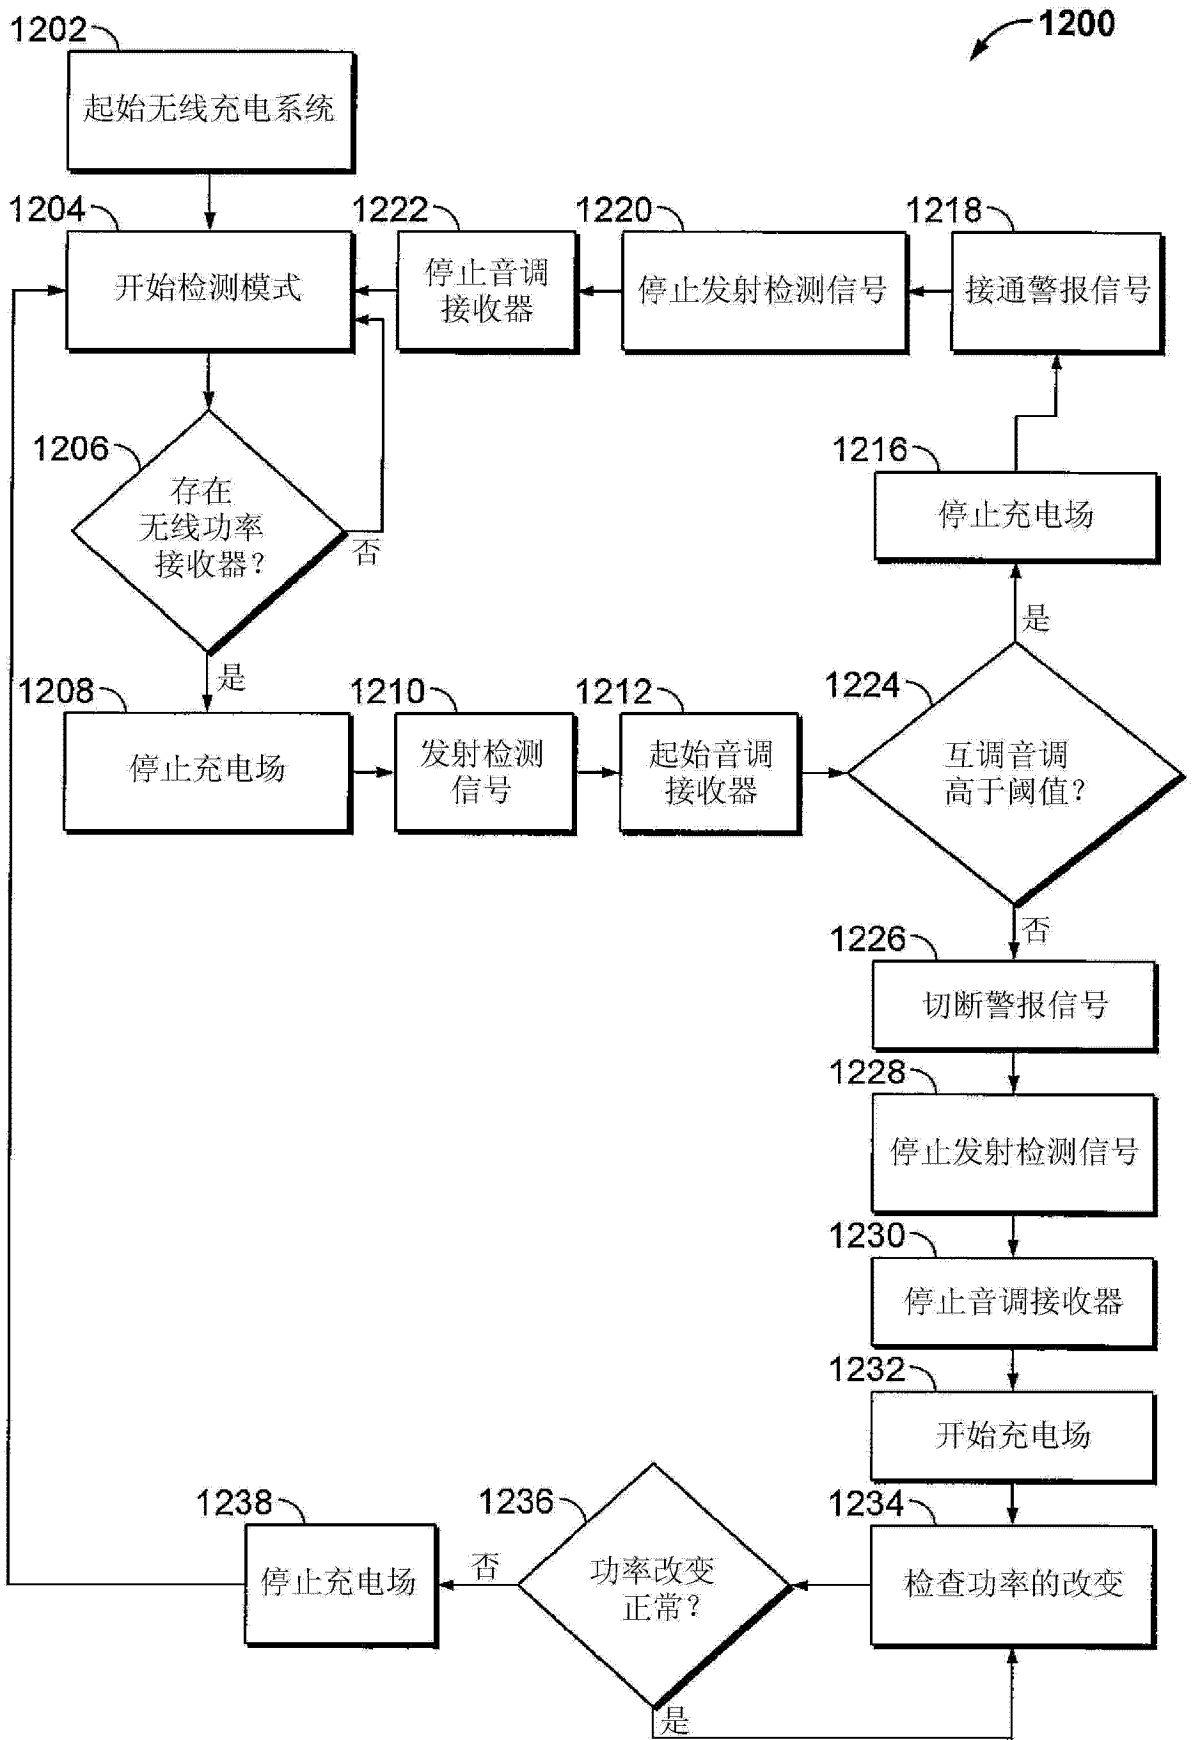 1200
1202
起始无线充电系统
1204
开始检测模式
1222
停止音调
接收器
1220
停止发射检测信号
1218
接通警报信号
1206
存在
无线功率
接收器?
否
是
1216
停止充电场
是
1208
停止充电场
1210
发射检测
信号
1212
起始音调
接收器
1224
互调音调
高于阈值?
否
1226
切断警报信号
1228
停止发射检测信号
1230
停止音调接收器
1232
开始充电场
1234
检查功率的改变
1236
功率改变
正常?
否
是
1238
停止充电场